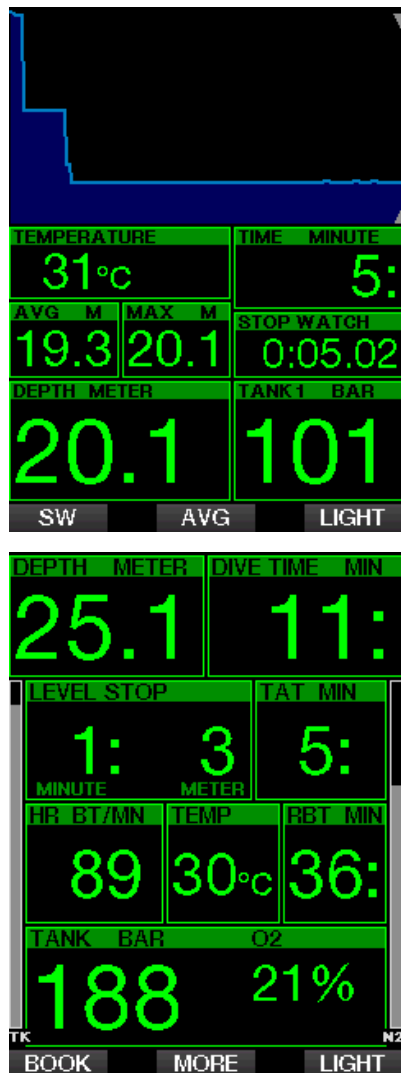 TEMPERATURE TIME MINUTE
31°C 5:
AVG M MAX M STOP WATCH
19.3 20.1 0:05.02
DEPTH METER TANK1 BAR
20.1 101
SW AVG LIGHT
DEPTH METER DIVE TIME MIN
25.1 11:
LEVEL STOP TAT MIN
1: 3 5:
MINUTE METER
HR BT/MN TEMP RBT MIN
89 30°C 36:
TANK BAR O2
188 21%
TK N2
BOOK MORE LIGHT